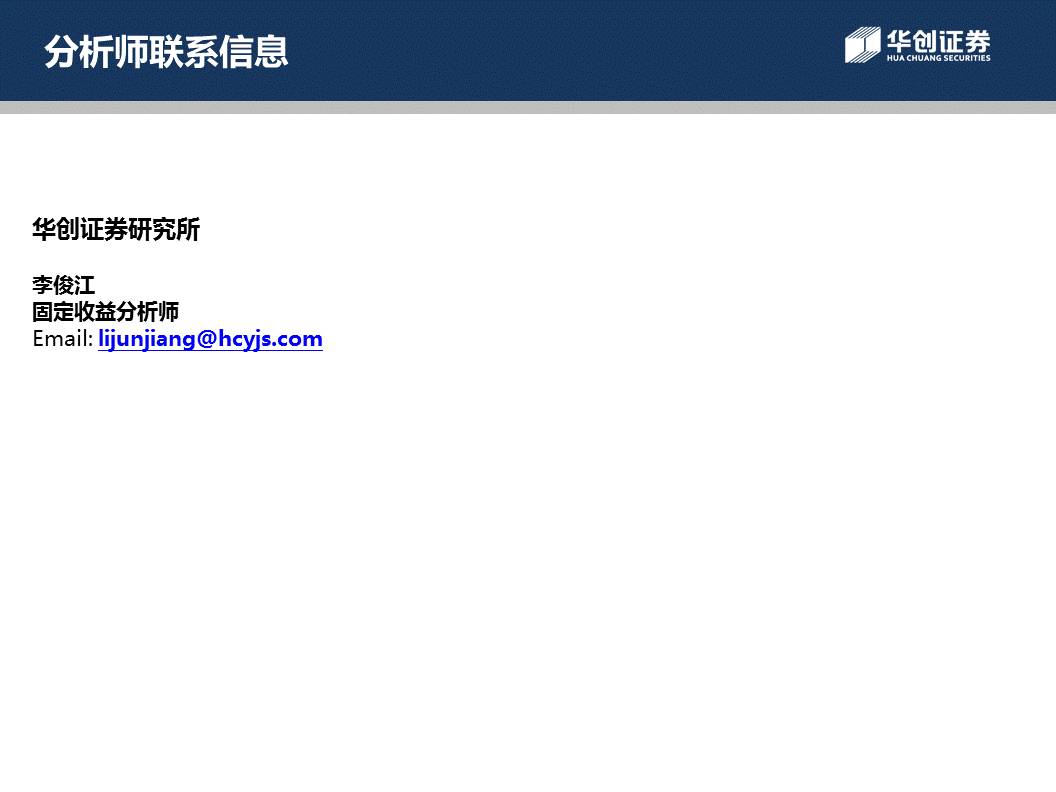 分析师联系信息
华创证券
HUA CHUANG SECURITIES
华创证券研究所
李俊江
固定收益分析师
Email: lijunjiang@hcyjs.com